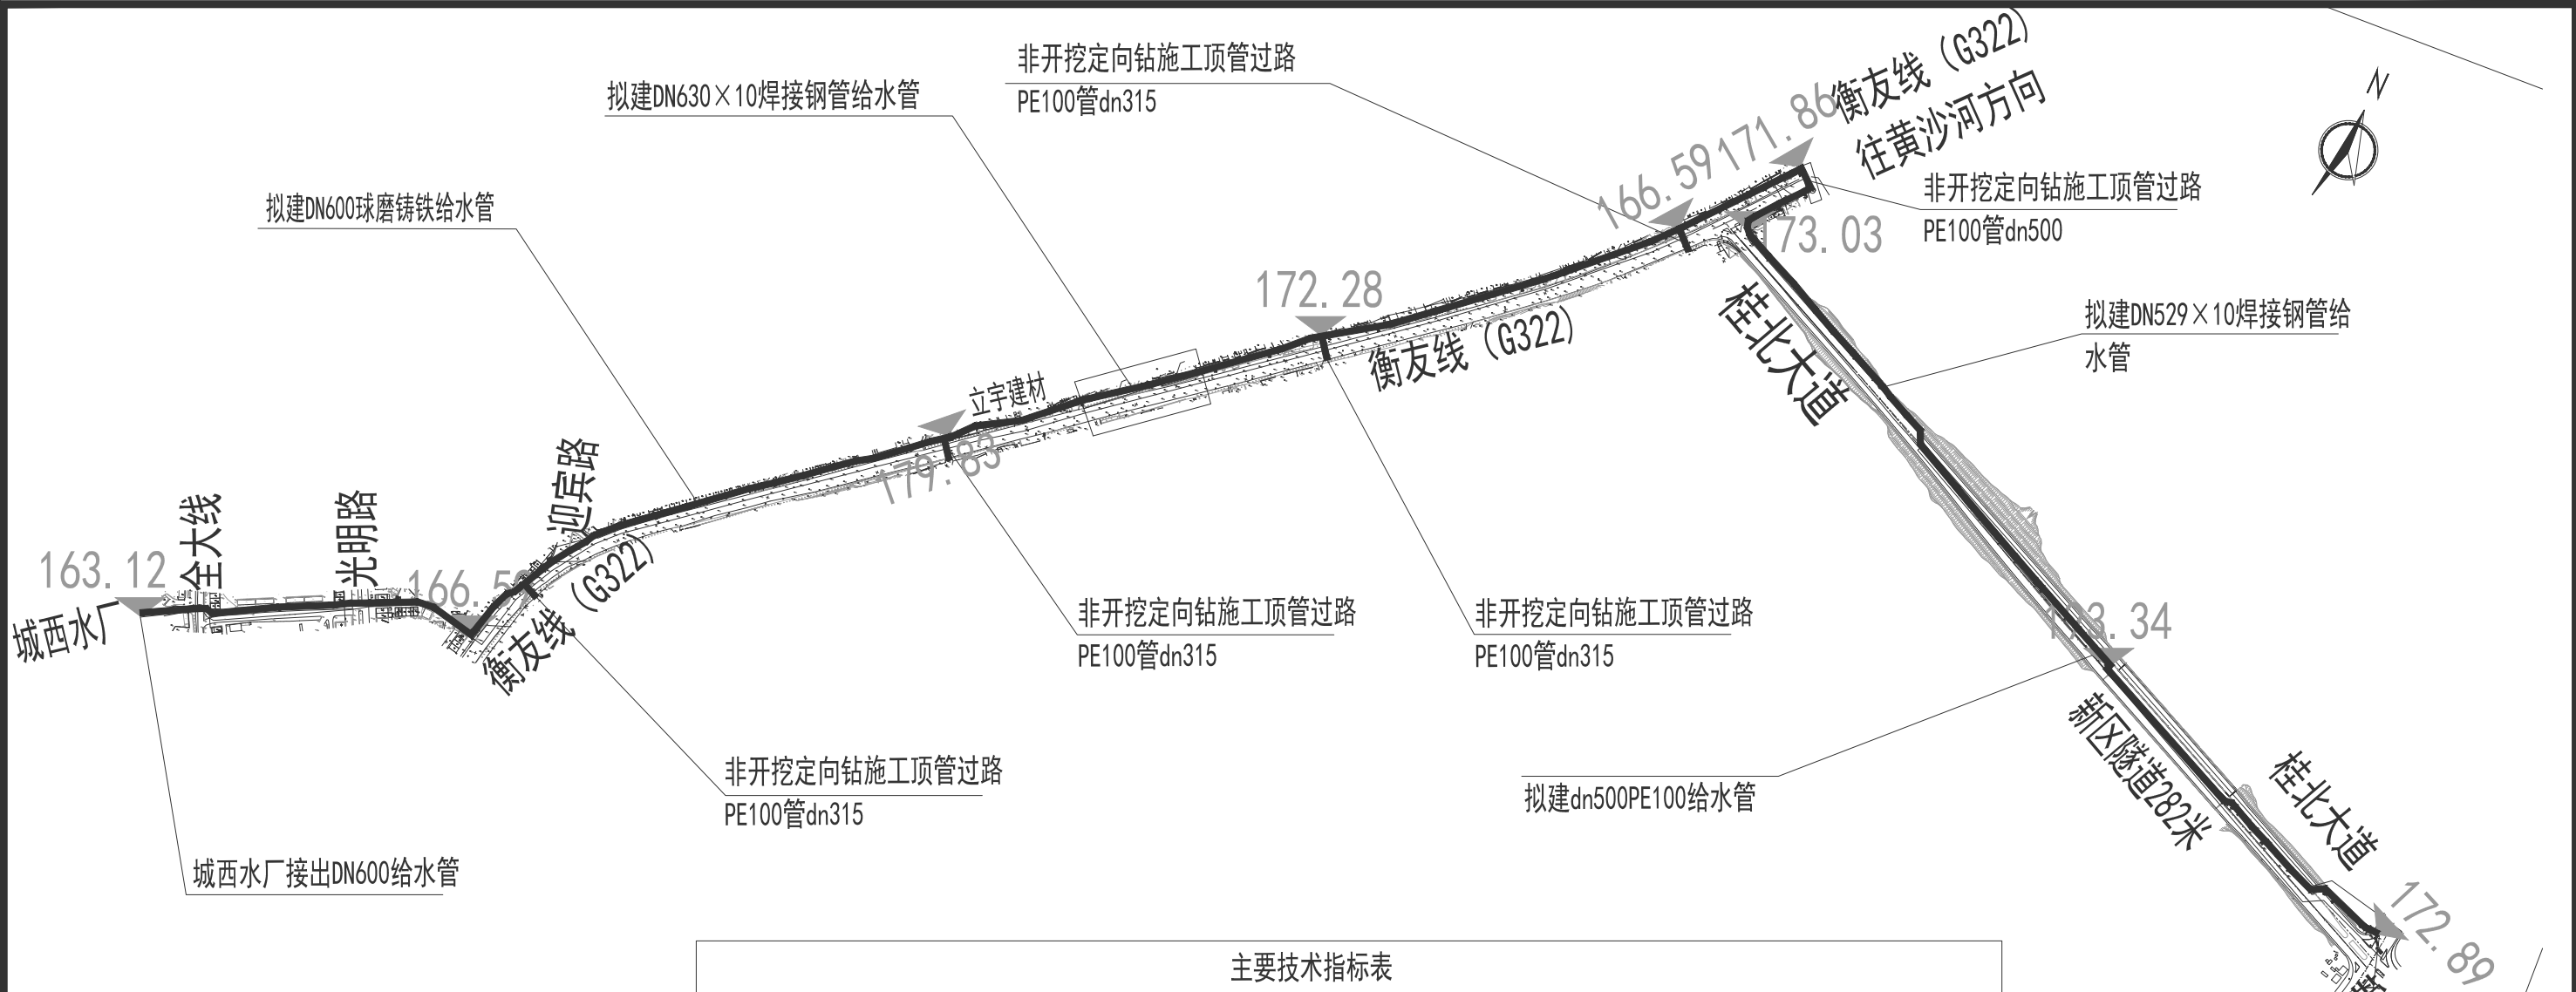 非开挖定向钻施工顶管过路
PE100管dn315
衡友线（G322）
往黄沙河方向
N
拟建DN630×10焊接钢管给水管
171.86
166.59
非开挖定向钻施工顶管过路
PE100管dn500
拟建DN600球磨铸铁给水管
173.03
172.28
拟建DN529×10焊接钢管给
水管
衡友线（G322）
桂北大道
立宇建材
179.83
迎宾路
全大线
光明路
163.12
城西水厂
衡友线（G322）
非开挖定向钻施工顶管过路
PE100管dn315
非开挖定向钻施工顶管过路
PE100管dn315
新区隧道282米
非开挖定向钻施工顶管过路
PE100管dn315
拟建dn500PE100给水管
桂北大道
城西水厂接出DN600给水管
172.89
主要技术指标表